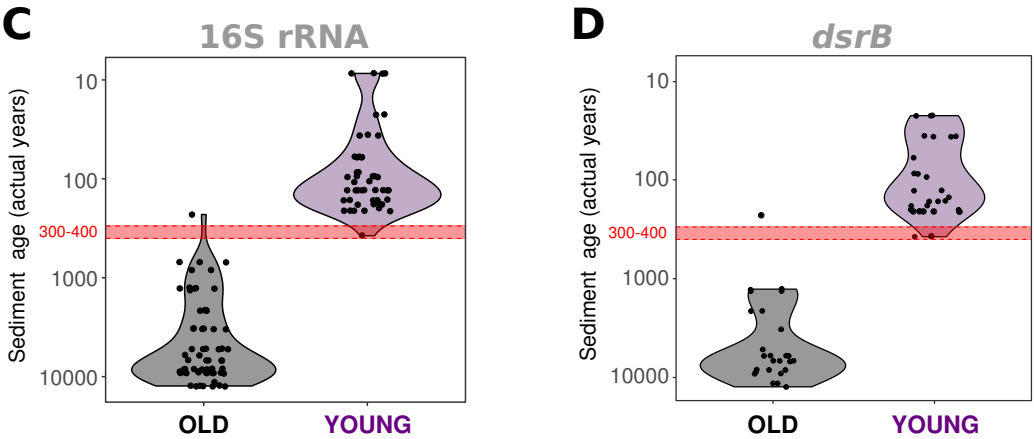 C
16S rRNA
Sediment age (actual years)
10
100
300-400
1000
10000
OLD
YOUNG
D
dsrB
Sediment age (actual years)
10
100
300-400
1000
10000
OLD
YOUNG